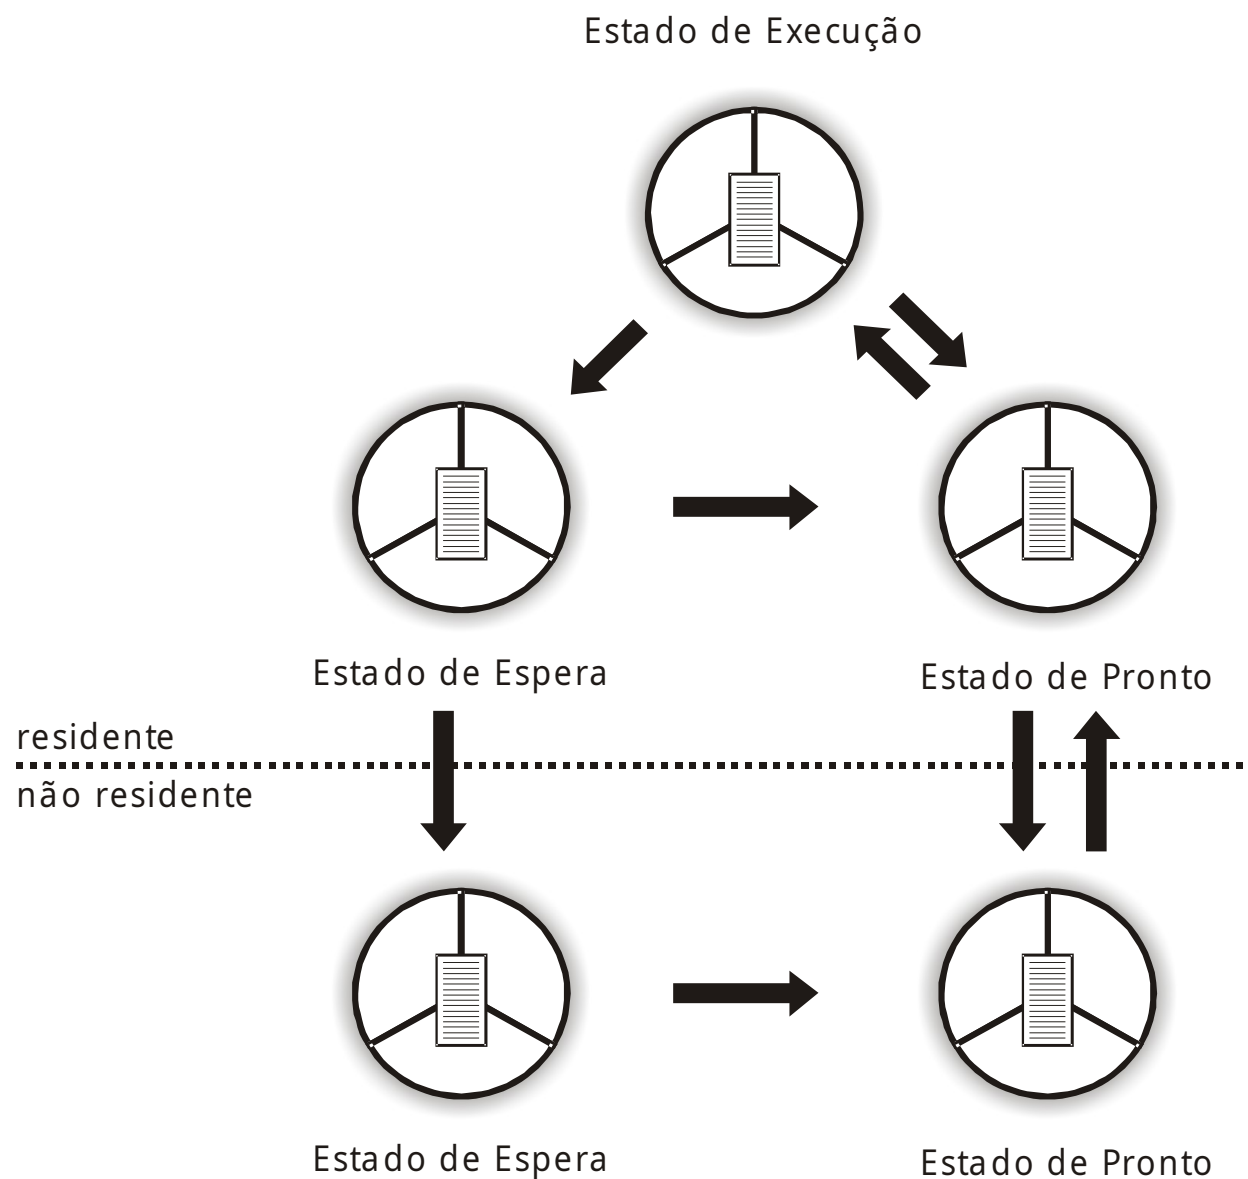 Estado de Execução
Estado de Espera
Estado de Pronto
residente
não residente
Estado de Espera
Estado de Pronto